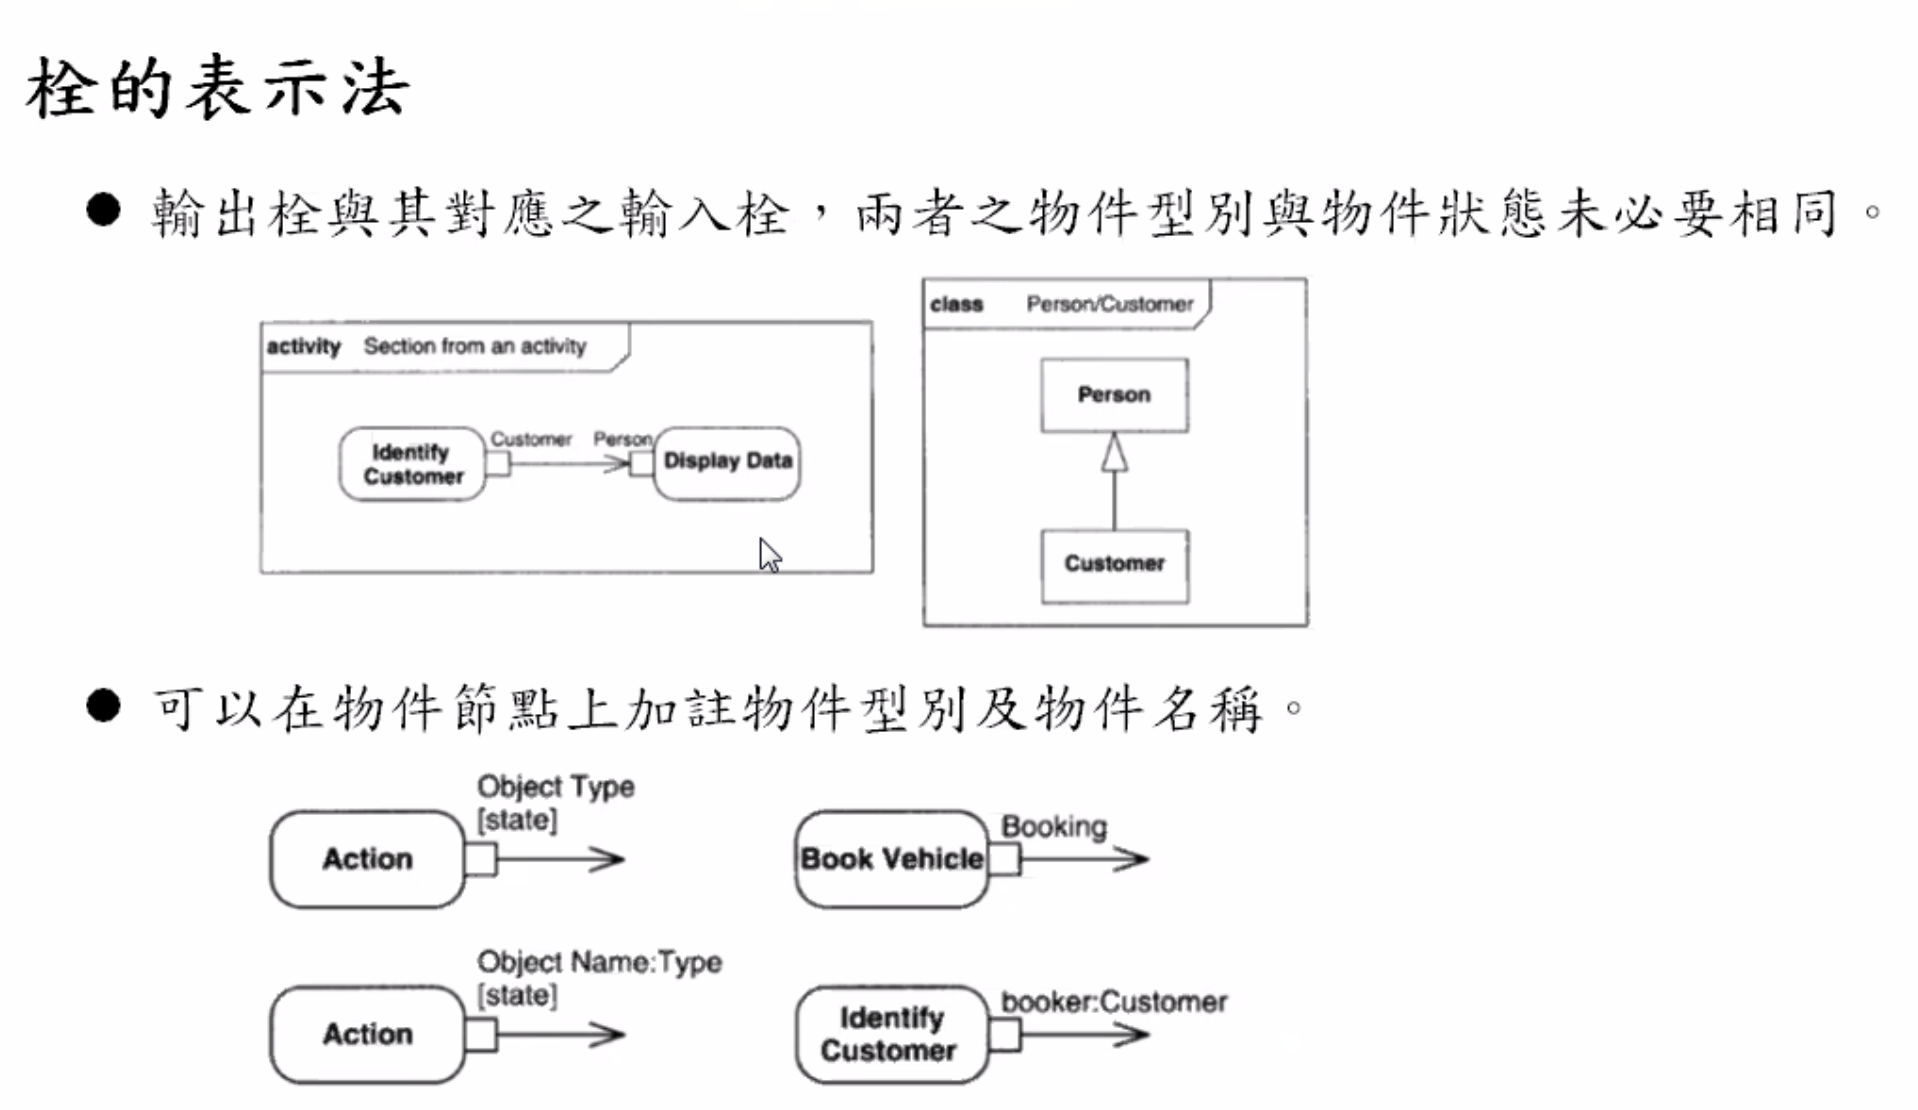 栓的表示法
● 輸出栓與其對應之輸入栓，兩者之物件型別與物件狀態未必要相同。
activity Section from an activity
Identify
Customer
Customer
Person
Display Data
class Person/Customer
Person
Customer
● 可以在物件節點上加註物件型別及物件名稱。
Object Type
[state]
Action
Booking
Book Vehicle
Object Name:Type
[state]
Action
booker:Customer
Identify
Customer